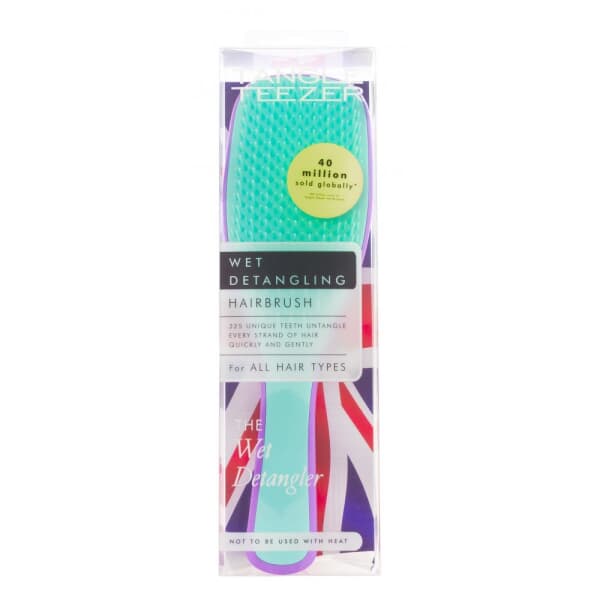 TANGLE
TEEZER
40
million
sold globally*
WET
DETANGLING
HAIRBRUSH
325 UNIQUE TEETH UNTANGLE
EVERY STRAND OF HAIR
QUICKLY AND GENTLY
For ALL HAIR TYPES
THE
Wet
Detangler
NOT TO BE USED WITH HEAT